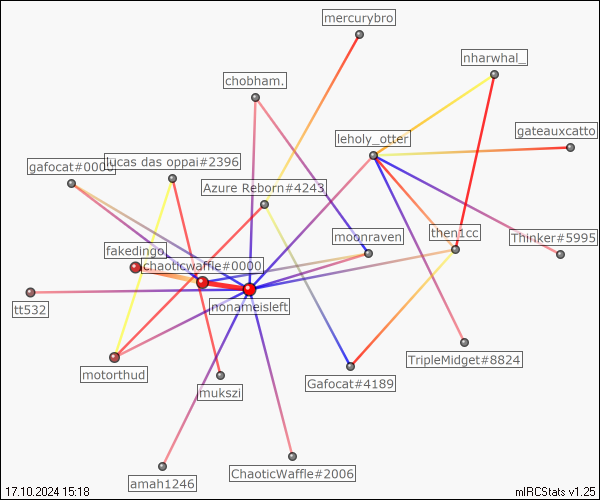 mercurybro
nharwhal_
chobham.
gateauxcatto
leholy_otter
gafocat#0000
lucas das oppai#2396
Azure Reborn#4243
then1cc
moonraven
Thinker#5995
fakedingo.
chaoticwaffle#0000
tt532
nonameisleft
TripleMidget#8824
motorthud
Gafocat#4189
mukszi
ChaoticWaffle#2006
amah1246
17.10.2024 15:18
mIRCStats v1.25